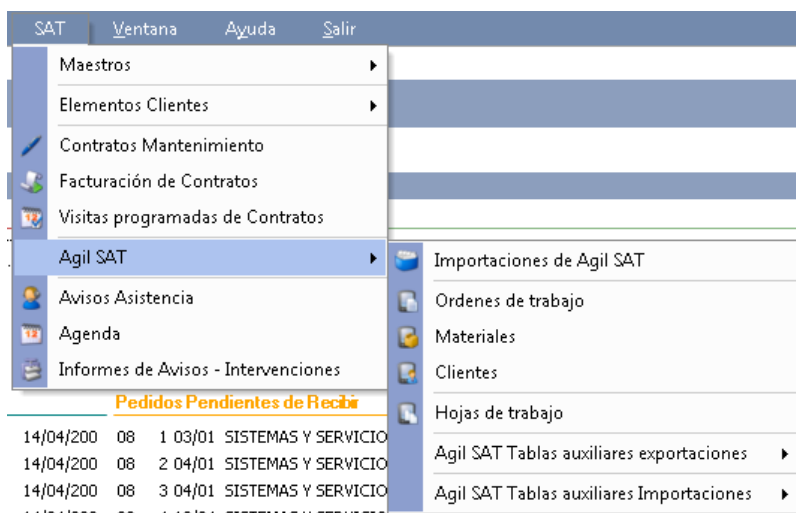 SAT Ventana Ayuda Salir
Maestros
Elementos Clientes
Contratos Mantenimiento
Facturación de Contratos
Visitas programadas de Contratos
Agil SAT
Avisos Asistencia
Agenda
Informes de Avisos - Intervenciones
Importaciones de Agil SAT
Ordenes de trabajo
Materiales
Clientes
Hojas de trabajo
Agil SAT Tablas auxiliares exportaciones
Agil SAT Tablas auxiliares Importaciones
Pedidos Pendientes de Recibir
14/04/200 08 1 03/01 SISTEMAS Y SERVICIO
14/04/200 08 2 04/01 SISTEMAS Y SERVICIO
14/04/200 08 3 04/01 SISTEMAS Y SERVICIO